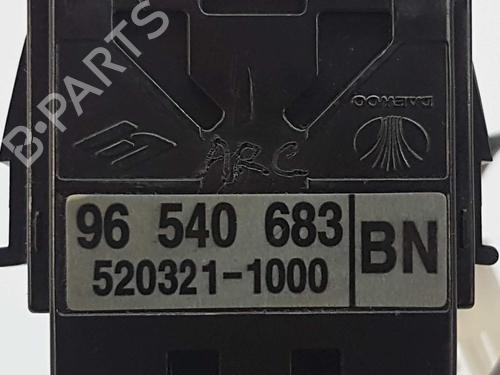 B-PARTS
DAEWOO
ARC
96 540 683
520321-1000
BN